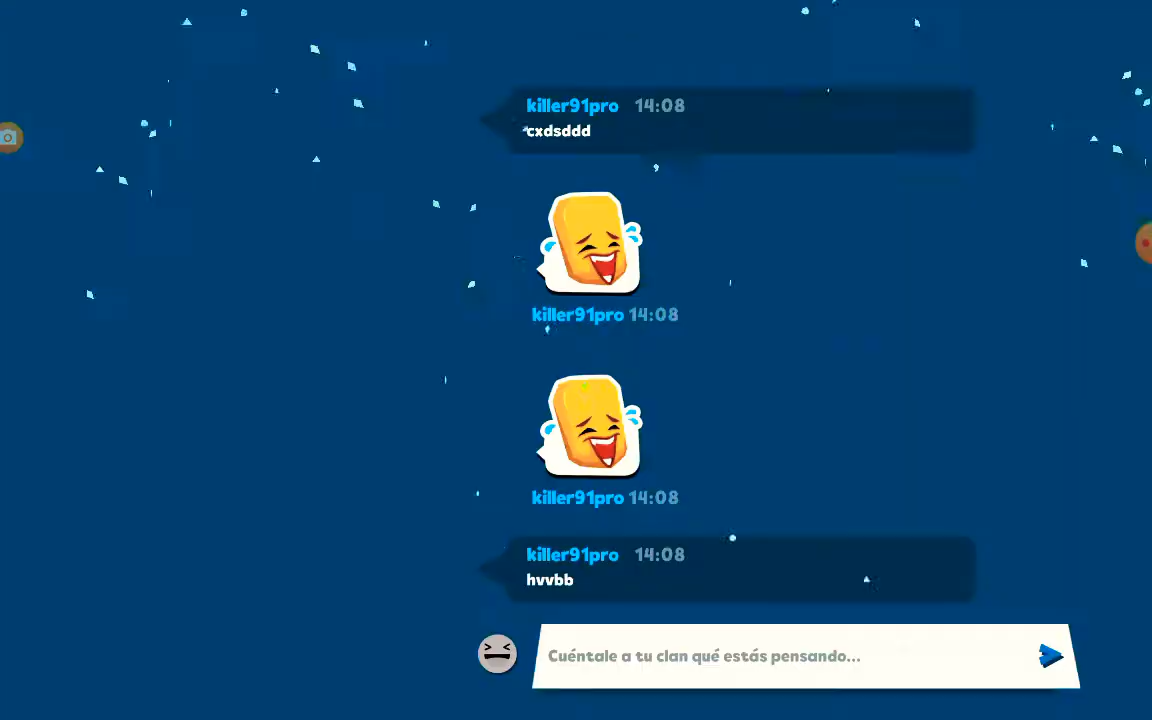 killer91pro 14:08
cxdsddd
killer91pro 14:08
killer91pro 14:08
killer91pro 14:08
hvvbb
Cuéntale a tu clan qué estás pensando...